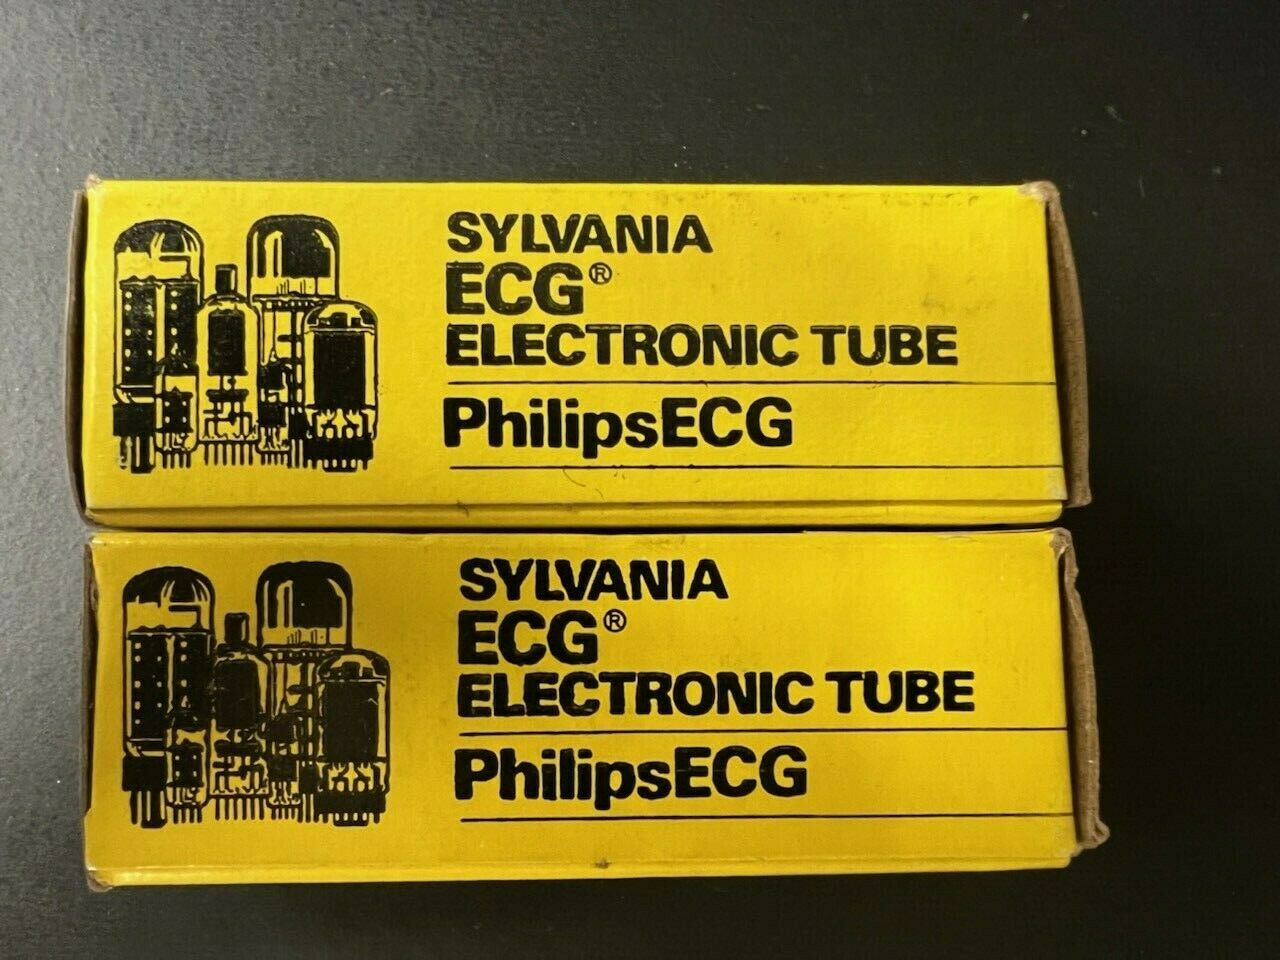 SYLVANIA
ECG®
ELECTRONIC TUBE
PhilipsECG
SYLVANIA
ECG®
ELECTRONIC TUBE
PhilipsECG